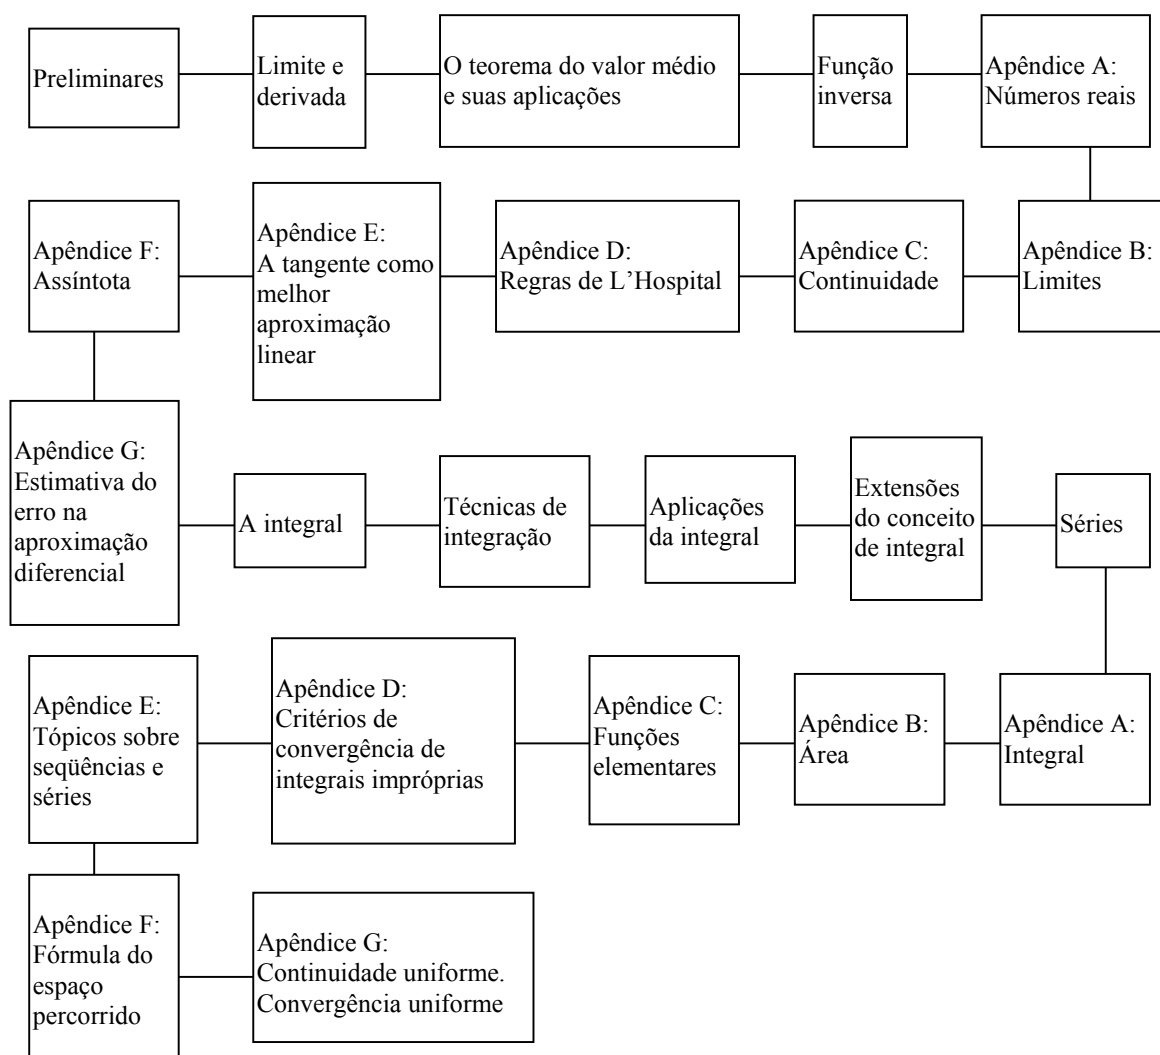 Preliminares
Limite e
derivada
O teorema do valor médio
e suas aplicações
Função
inversa
Apêndice A:
Números reais
Apêndice B:
Limites
Apêndice C:
Continuidade
Apêndice D:
Regras de L’Hospital
Apêndice E:
A tangente como
melhor
aproximação
linear
Apêndice F:
Assíntota
Apêndice G:
Estimativa do
erro na
aproximação
diferencial
A integral
Técnicas de
integração
Aplicações
da integral
Extensões
do conceito
de integral
Séries
Apêndice A:
Integral
Apêndice B:
Área
Apêndice C:
Funções
elementares
Apêndice D:
Critérios de
convergência de
integrais impróprias
Apêndice E:
Tópicos sobre
seqüências e
séries
Apêndice F:
Fórmula do
espaço
percorrido
Apêndice G:
Continuidade uniforme.
Convergência uniforme